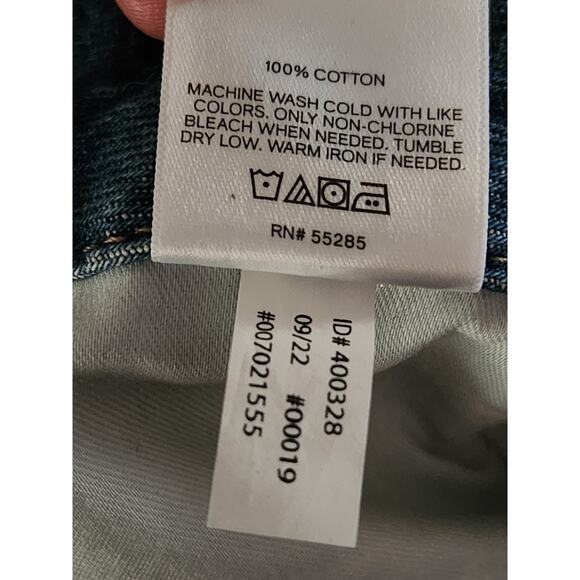 100% COTTON
MACHINE WASH COLD WITH LIKE
COLORS. ONLY NON-CHLORINE
BLEACH WHEN NEEDED. TUMBLE
DRY LOW. WARM IRON IF NEEDED.
RN# 55285
ID# 400328
09/22 #00019
#007021555